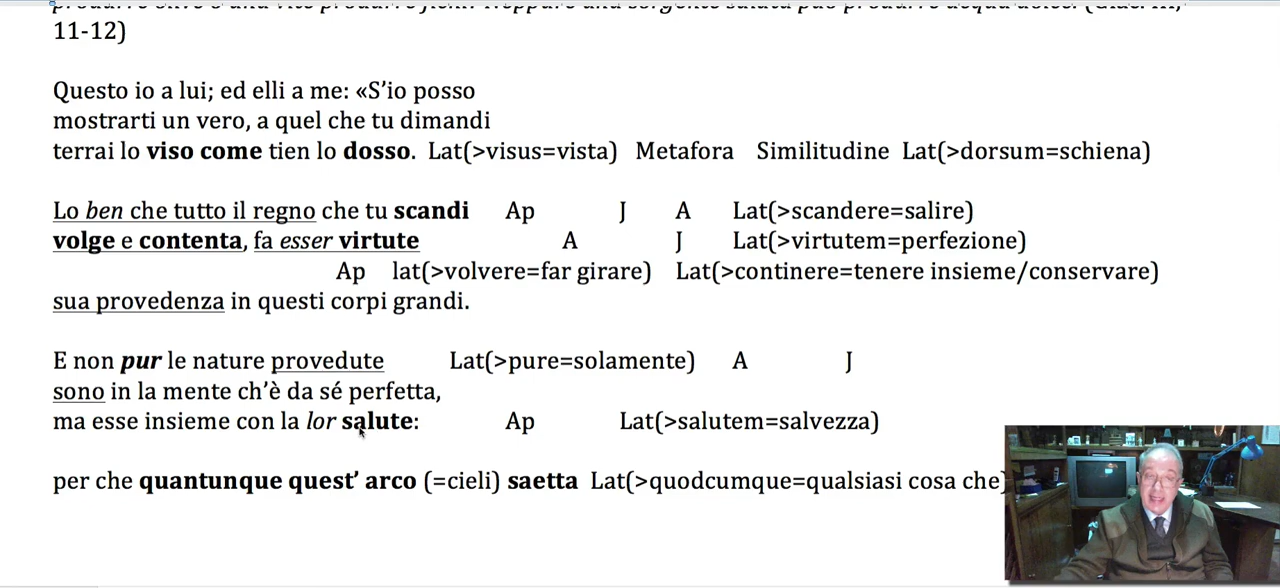 11-12)
Questo io a lui; ed elli a me: «S’io posso
mostrarti un vero, a quel che tu dimandi
terrai lo viso come tien lo dosso. Lat(>visus=vista) Metafora Similitudine Lat(>dorsum=schiena)
Lo ben che tutto il regno che tu scandi Ap J A Lat(>scandere=salire)
volge e contenta, fa esser virtute A J Lat(>virtutem=perfezione)
Ap lat(>volvere=far girare) Lat(>continere=tenere insieme/conservare)
sua provedenza in questi corpi grandi.
E non pur le nature provedute Lat(>pure=solamente) A J
sono in la mente ch’è da sé perfetta,
ma esse insieme con la lor salute: Ap Lat(>salutem=salvezza)
per che quantunque quest’ arco (=cieli) saetta Lat(>quodcumque=qualsiasi cosa che)